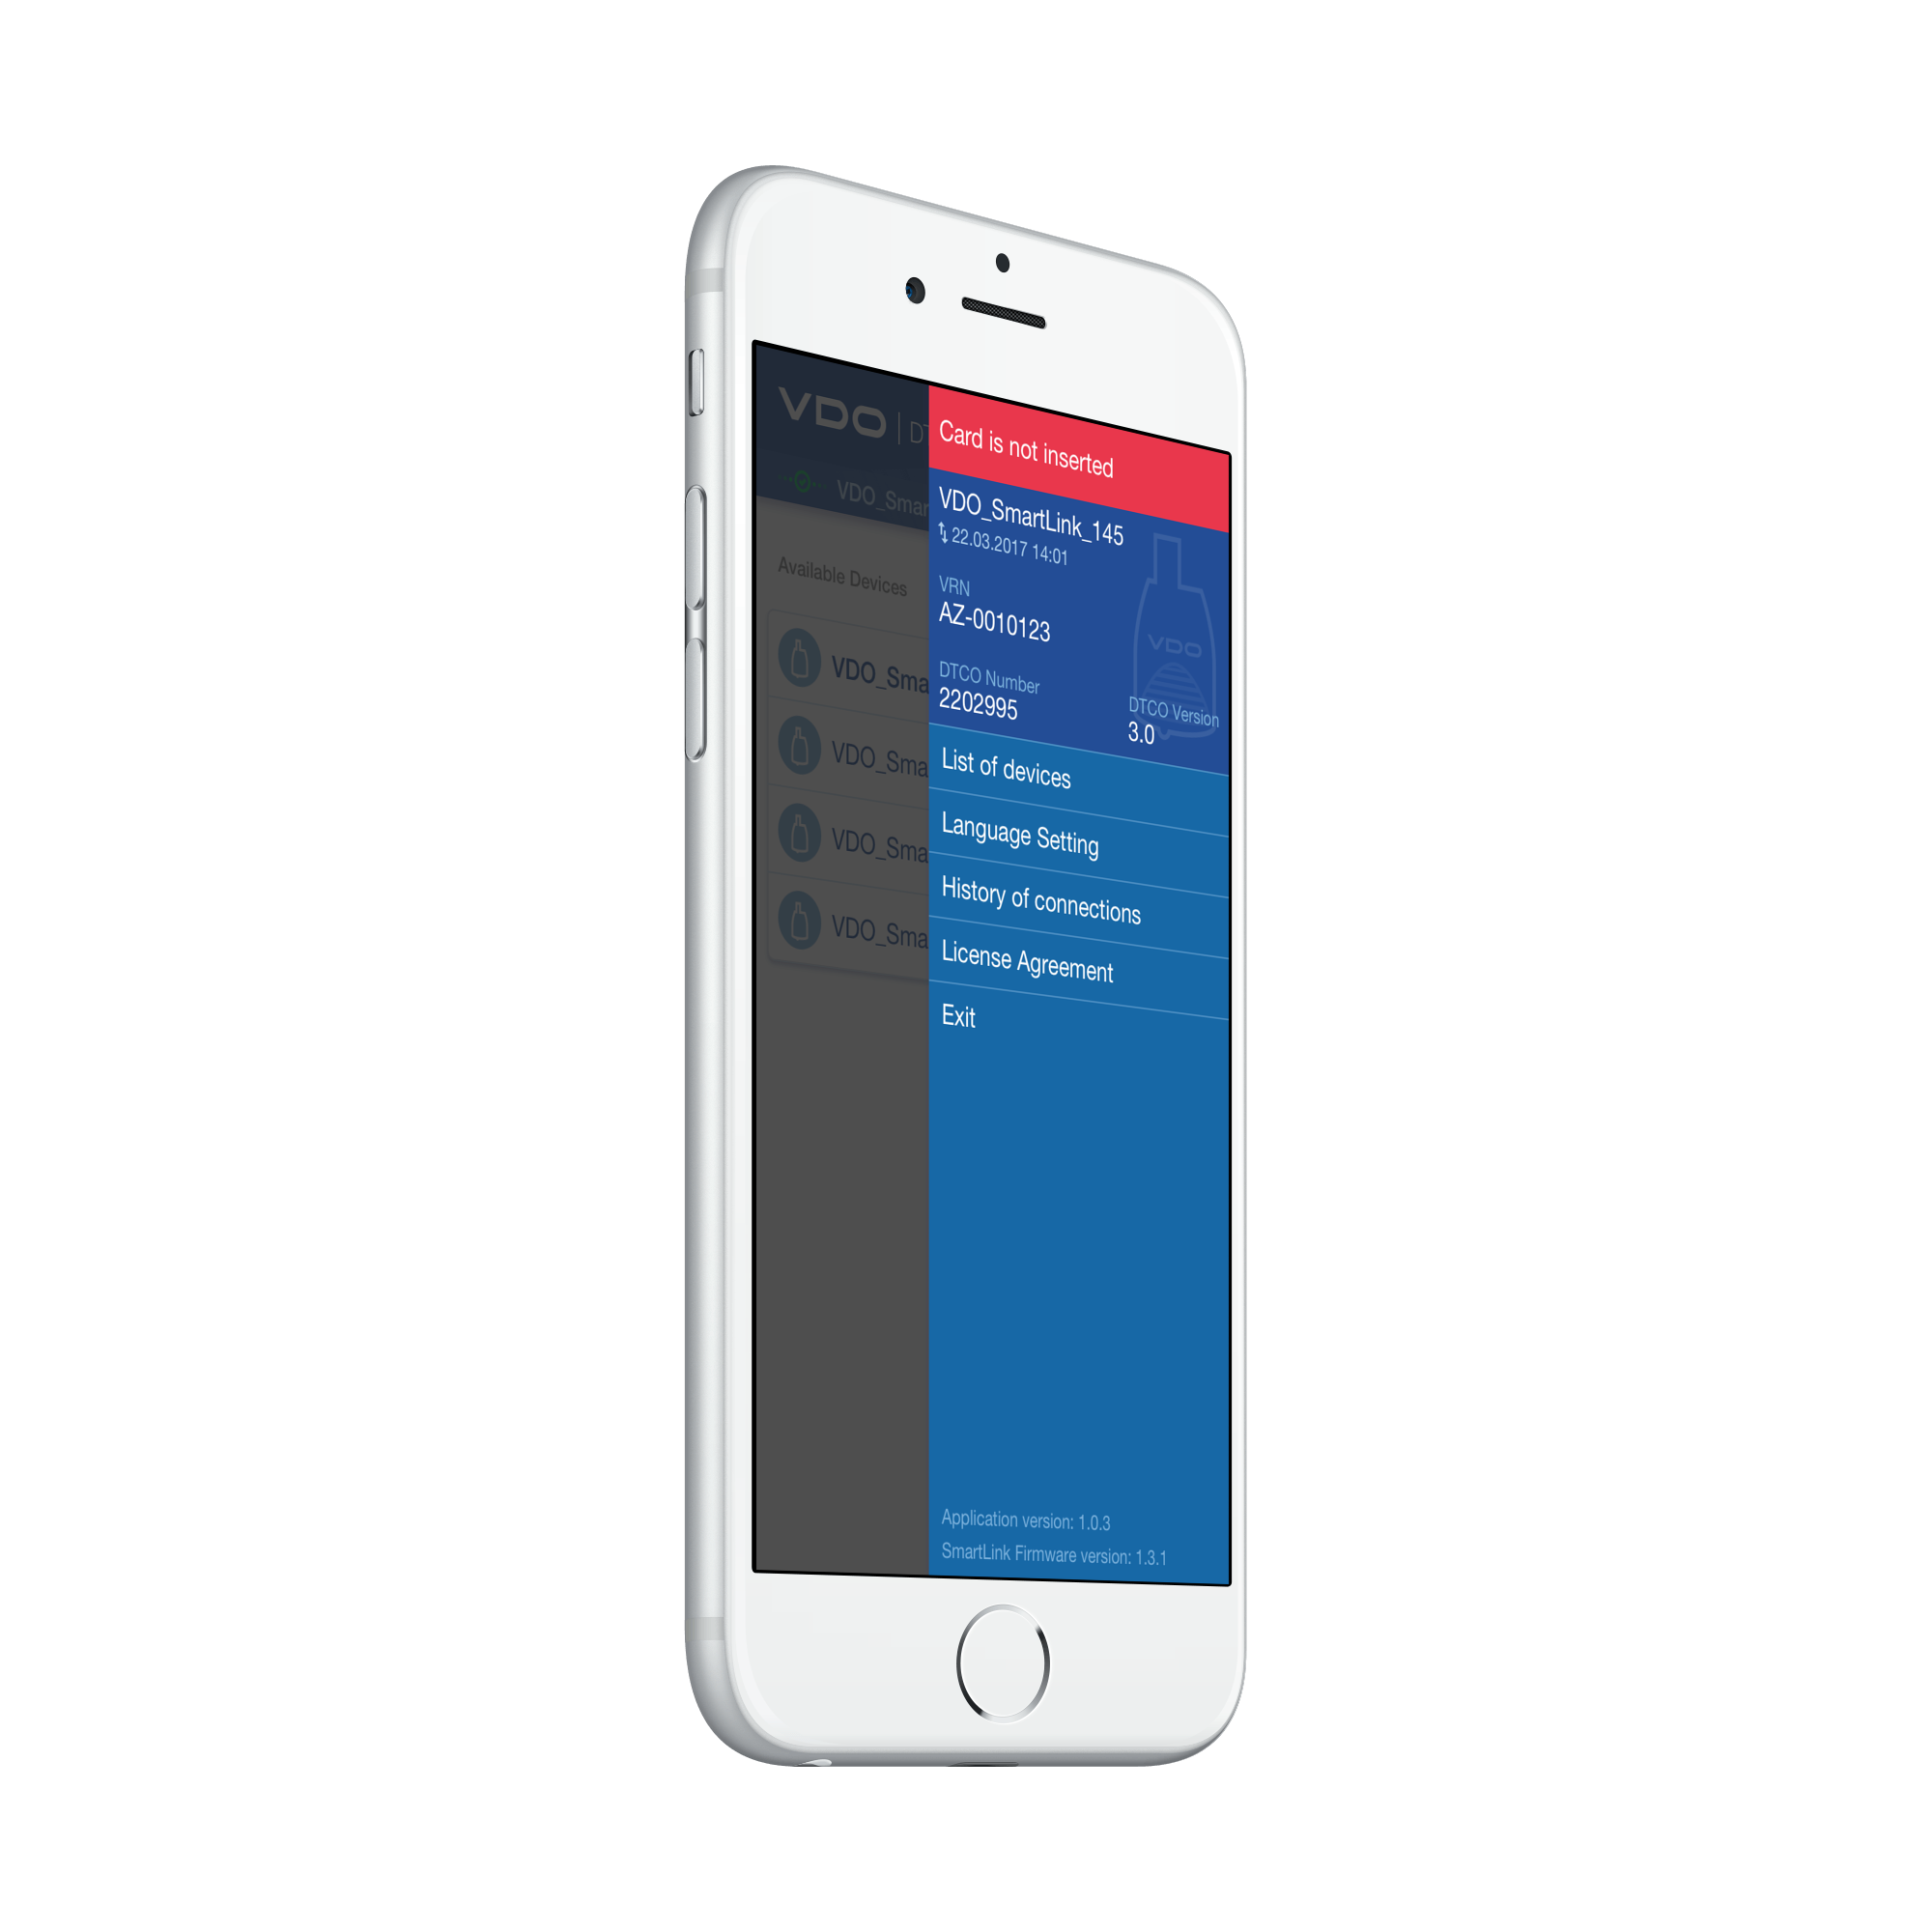 VDO | DT
VDO_Smar
Available Devices
VDO_Sma
VDO_Sma
VDO_Sma
VDO_Sma
Card is not inserted
VDO_SmartLink_145
22.03.2017 14:01
VRN
AZ-0010123
VDO
DTCO Number
2202995
DTCO Version
3.0
List of devices
Language Setting
History of connections
License Agreement
Exit
Application version: 1.0.3
SmartLink Firmware version: 1.3.1